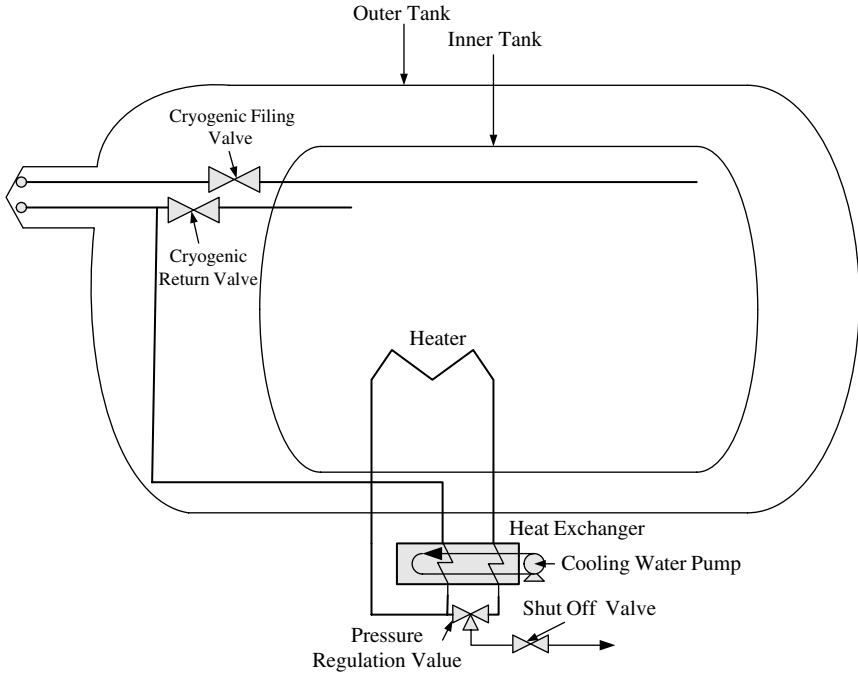 Outer Tank
Inner Tank
Cryogenic Filing
Valve
Cryogenic
Return Valve
Heater
Heat Exchanger
Cooling Water Pump
Shut Off Valve
Pressure
Regulation Value